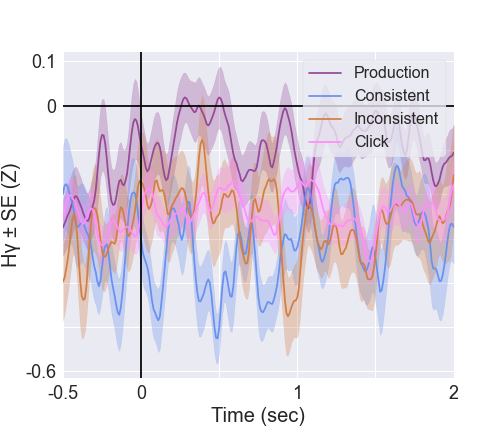 Hγ ± SE (Z)
0.1
0
-0.6
Production
Consistent
Inconsistent
Click
-0.5
0
1
2
Time (sec)